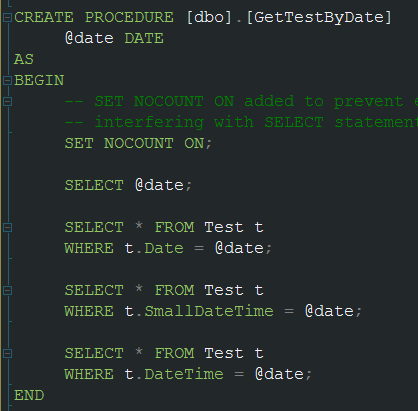 CREATE PROCEDURE [dbo].[GetTestByDate]
@date DATE
AS
BEGIN
-- SET NOCOUNT ON added to prevent
-- interfering with SELECT statement
SET NOCOUNT ON;
SELECT @date;
SELECT * FROM Test t
WHERE t.Date = @date;
SELECT * FROM Test t
WHERE t.SmallDateTime = @date;
SELECT * FROM Test t
WHERE t.DateTime = @date;
END